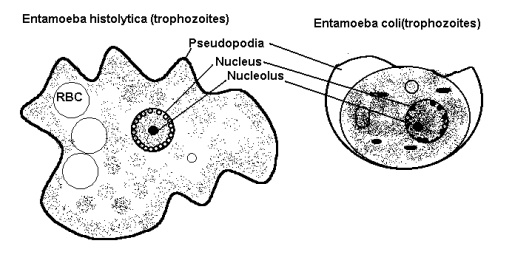 Entamoeba histolytica (trophozoites)
Entamoeba coli(trophozoites)
Pseudopodia
Nucleus
Nucleolus
RBC